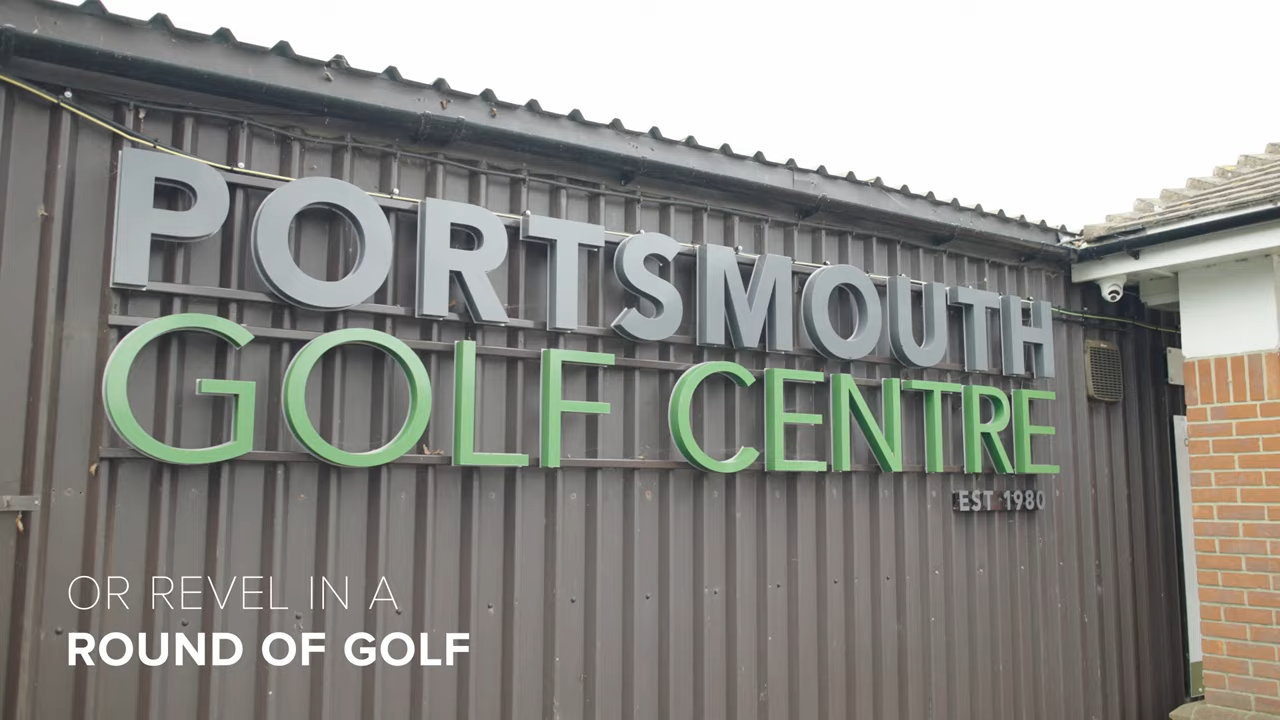 PORTSMOUTH
GOLF CENTRE
EST 1980
OR REVEL IN A
ROUND OF GOLF